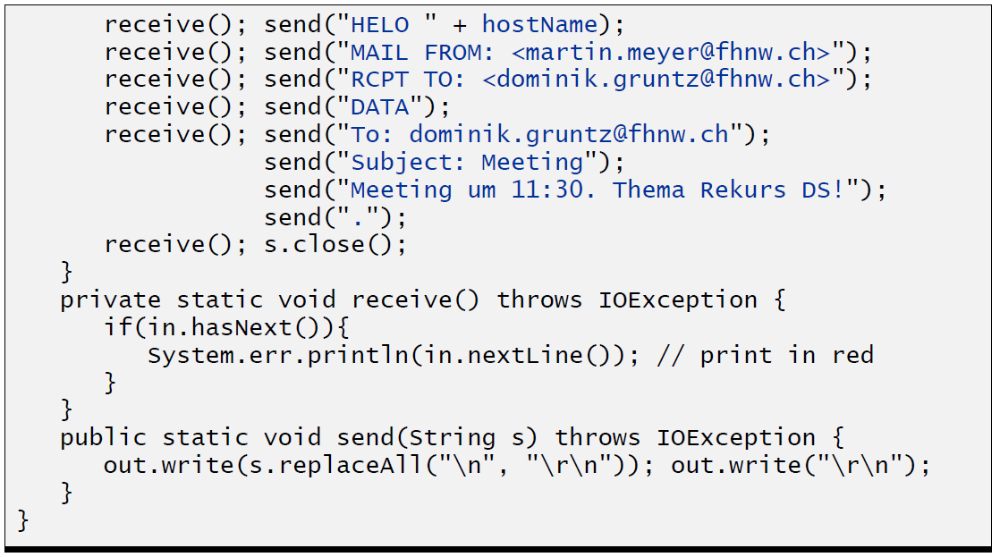 receive(); send("HELO " + hostName);
receive(); send("MAIL FROM: <martin.meyer@fhnw.ch>");
receive(); send("RCPT TO: <dominik.gruntz@fhnw.ch>");
receive(); send("DATA");
receive(); send("To: dominik.gruntz@fhnw.ch");
send("Subject: Meeting");
send("Meeting um 11:30. Thema Rekurs DS!");
send(".");
receive(); s.close();
}
private static void receive() throws IOException {
if(in.hasNext()){
System.err.println(in.nextLine()); // print in red
}
}
public static void send(String s) throws IOException {
out.write(s.replaceAll("\n", "\r\n")); out.write("\r\n");
}
}